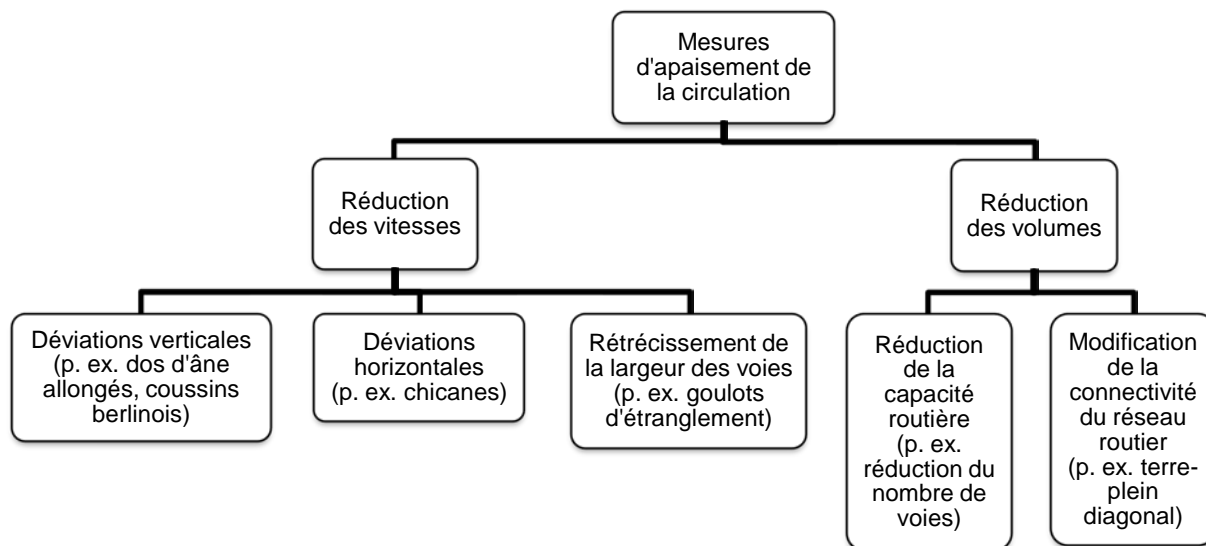 Mesures
d'apaisement de
la circulation
Réduction
des vitesses
Réduction
des volumes
Déviations verticales
(p. ex. dos d'âne
allongés, coussins
berlinois)
Déviations
horizontales
(p. ex. chicanes)
Rétrécissement de
la largeur des voies
(p. ex. goulots
d'étranglement)
Réduction
de la
capacité
routière
(p. ex.
réduction du
nombre de
voies)
Modification
de la
connectivité
du réseau
routier
(p. ex. terre-
plein
diagonal)